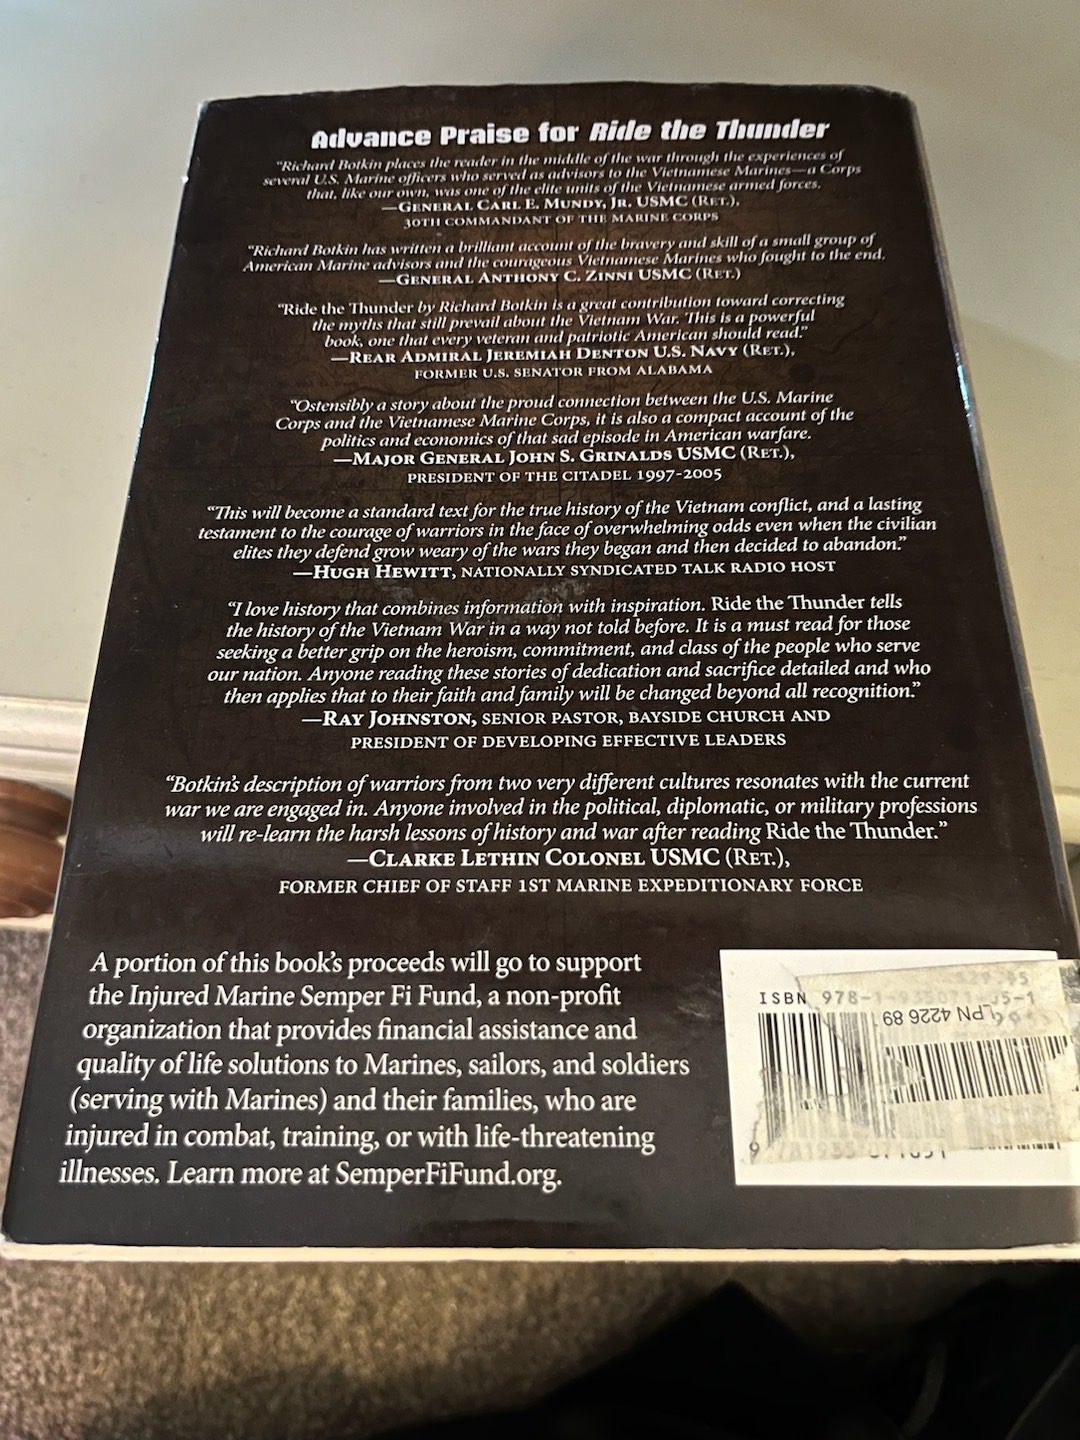 Advance Praise for Ride the Thunder
“Richard Botkin places the reader in the middle of the war through the experiences of
several U.S. Marine officers who served as advisors to the Vietnamese Marines—a Corps
that, like our own, was one of the elite units of the Vietnamese armed forces.
—GENERAL CARL E. MUNDY, JR. USMC (RET.),
30TH COMMANDANT OF THE MARINE CORPS
“Richard Botkin has written a brilliant account of the bravery and skill of a small group of
American Marine advisors and the courageous Vietnamese Marines who fought to the end.
—GENERAL ANTHONY C. ZINNI USMC (RET.)
“Ride the Thunder by Richard Botkin is a great contribution toward correcting
the myths that still prevail about the Vietnam War. This is a powerful
book, one that every veteran and patriotic American should read.”
—REAR ADMIRAL JEREMIAH DENTON U.S. NAVY (RET.),
FORMER U.S. SENATOR FROM ALABAMA
“Ostensibly a story about the proud connection between the U.S. Marine
Corps and the Vietnamese Marine Corps, it is also a compact account of the
politics and economics of that sad episode in American warfare.
—MAJOR GENERAL JOHN S. GRINALDS USMC (RET.),
PRESIDENT OF THE CITADEL 1997-2005
“This will become a standard text for the true history of the Vietnam conflict, and a lasting
testament to the courage of warriors in the face of overwhelming odds even when the civilian
elites they defend grow weary of the wars they began and then decided to abandon.”
—HUGH HEWITT, NATIONALLY SYNDICATED TALK RADIO HOST
“I love history that combines information with inspiration. Ride the Thunder tells
the history of the Vietnam War in a way not told before. It is a must read for those
seeking a better grip on the heroism, commitment, and class of the people who serve
our nation. Anyone reading these stories of dedication and sacrifice detailed and who
then applies that to their faith and family will be changed beyond all recognition.”
—RAY JOHNSTON, SENIOR PASTOR, BAYSIDE CHURCH AND
PRESIDENT OF DEVELOPING EFFECTIVE LEADERS
“Botkin’s description of warriors from two very different cultures resonates with the current
war we are engaged in. Anyone involved in the political, diplomatic, or military professions
will re-learn the harsh lessons of history and war after reading Ride the Thunder.”
—CLARKE LETHIN COLONEL USMC (RET.),
FORMER CHIEF OF STAFF 1ST MARINE EXPEDITIONARY FORCE
A portion of this book’s proceeds will go to support
the Injured Marine Semper Fi Fund, a non-profit
organization that provides financial assistance and
quality of life solutions to Marines, sailors, and soldiers
(serving with Marines) and their families, who are
injured in combat, training, or with life-threatening
illnesses. Learn more at SemperFiFund.org.
ISBN
LPN 4226 89